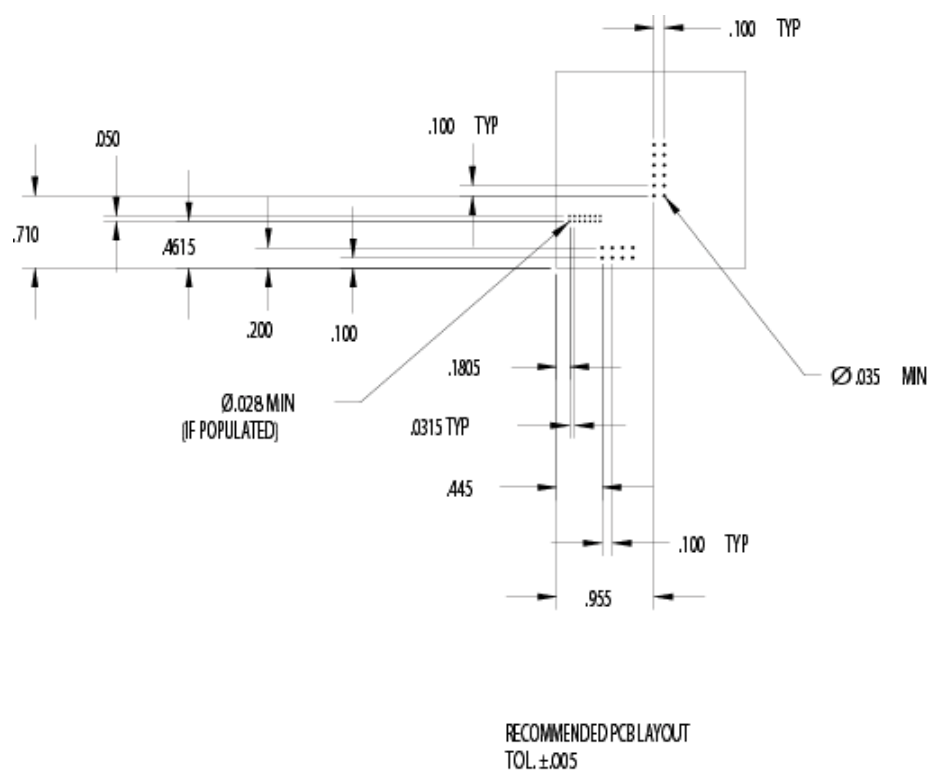 .100 TYP
.100 TYP
.050
.710
.4615
.200
.100
.1805
Ø .035 MIN
Ø.028 MIN
(IF POPULATED)
.0315 TYP
.445
.100 TYP
.955
RECOMMENDED PCB LAYOUT
TOL. ±.005